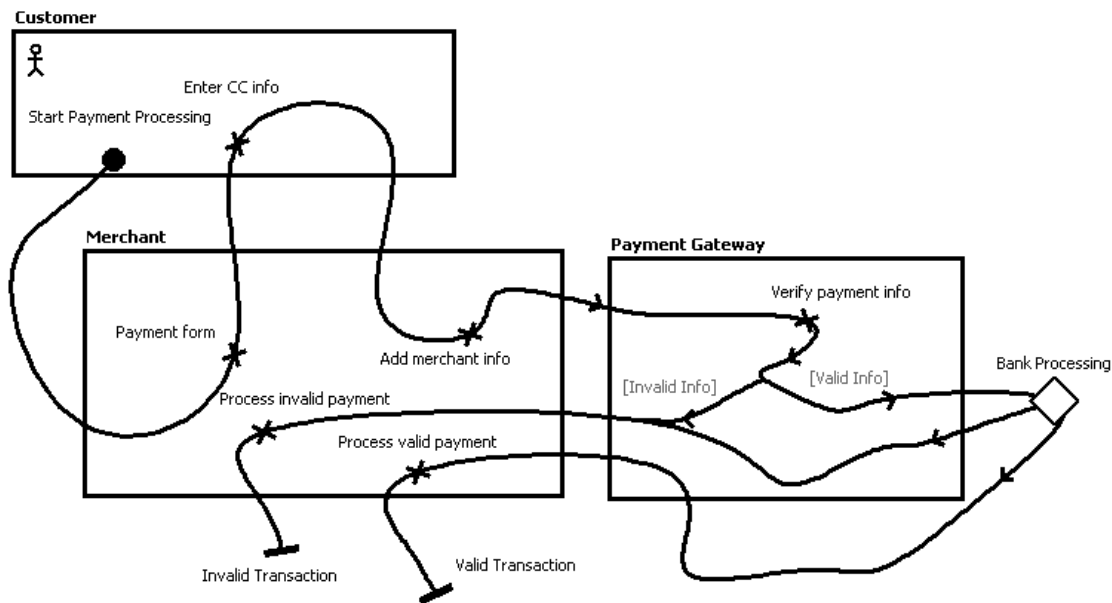 Customer
Enter CC info
Start Payment Processing
Merchant
Payment Gateway
Verify payment info
Payment form
Add merchant info
[Invalid Info]
[Valid Info]
Bank Processing
Process invalid payment
Process valid payment
Invalid Transaction
Valid Transaction